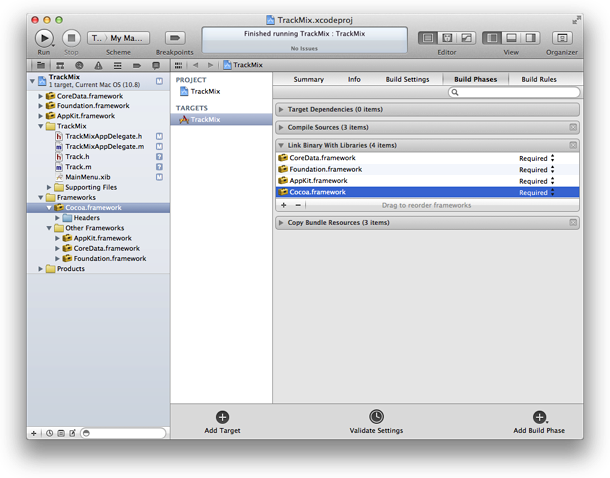 TrackMix.xcodeproj
Finished running TrackMix : TrackMix
No Issues
T... My Ma...
Run Stop Scheme Breakpoints Editor View Organizer
TrackMix
1 target, Current Mac OS (10.8) M
CoreData.framework
Foundation.framework
AppKit.framework
TrackMix
TrackMixAppDelegate.h M
TrackMixAppDelegate.m M
Track.h ?
Track.m ?
MainMenu.xib M
Supporting Files
Frameworks
Cocoa.framework
Headers
Other Frameworks
AppKit.framework
CoreData.framework
Foundation.framework
Products
TrackMix
PROJECT
TrackMix
TARGETS
TrackMix
Summary Info Build Settings Build Phases Build Rules
Target Dependencies (0 items)
Compile Sources (3 items)
Link Binary With Libraries (4 items)
CoreData.framework Required
Foundation.framework Required
AppKit.framework Required
Cocoa.framework Required
+ − Drag to reorder frameworks
Copy Bundle Resources (3 items)
Add Target Validate Settings Add Build Phase